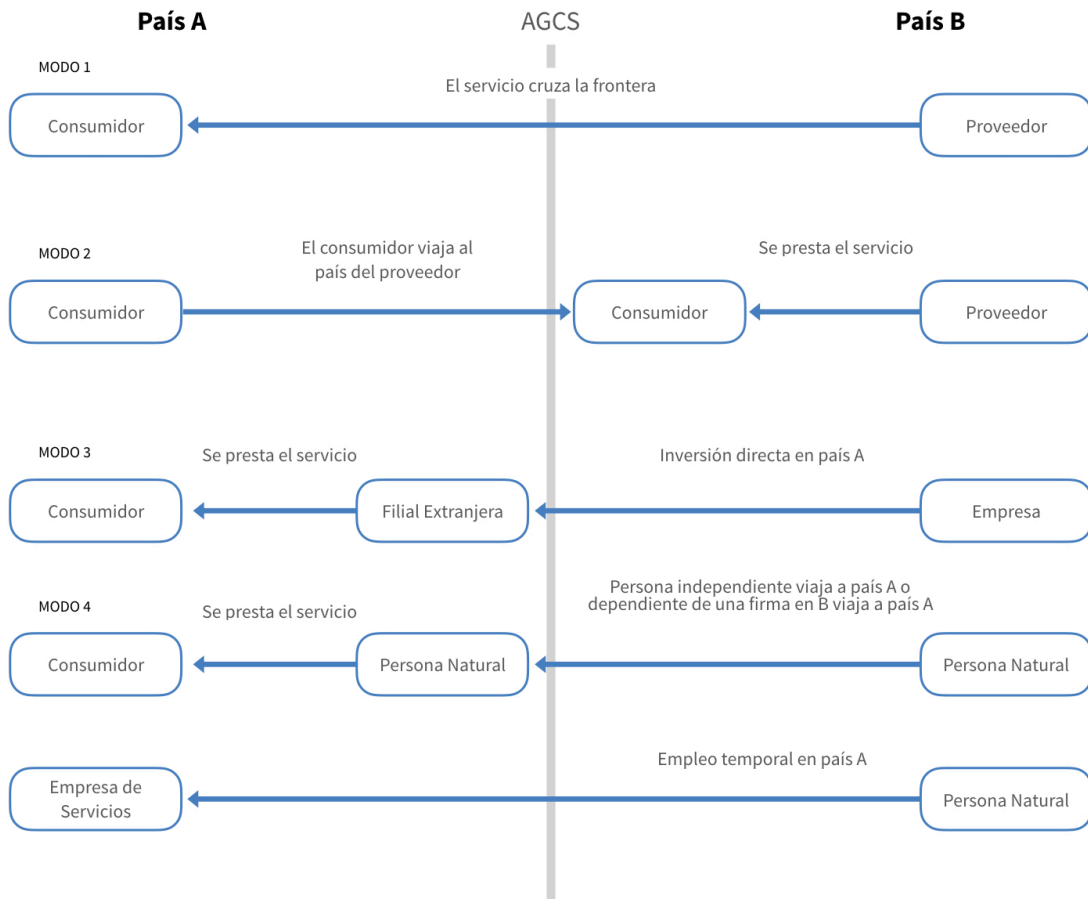 País A
AGCS
País B
MODO 1
El servicio cruza la frontera
Consumidor
Proveedor
MODO 2
El consumidor viaja al
país del proveedor
Se presta el servicio
Consumidor
Consumidor
Proveedor
MODO 3
Se presta el servicio
Inversión directa en país A
Consumidor
Filial Extranjera
Empresa
MODO 4
Se presta el servicio
Persona independiente viaja a país A o
dependiente de una firma en B viaja a país A
Consumidor
Persona Natural
Persona Natural
Empleo temporal en país A
Empresa de
Servicios
Persona Natural